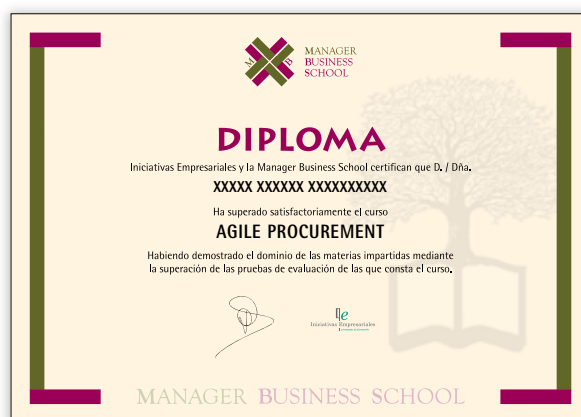 M B
MANAGER
BUSINESS
SCHOOL
DIPLOMA
Iniciativas Empresariales y la Manager Business School certifican que D. / Dña.
XXXXX XXXXXX XXXXXXXXXX
Ha superado satisfactoriamente el curso
AGILE PROCUREMENT
Habiendo demostrado el dominio de las materias impartidas mediante
la superación de las pruebas de evaluación de las que consta el curso.
ie
Iniciativas Empresariales
MANAGER BUSINESS SCHOOL